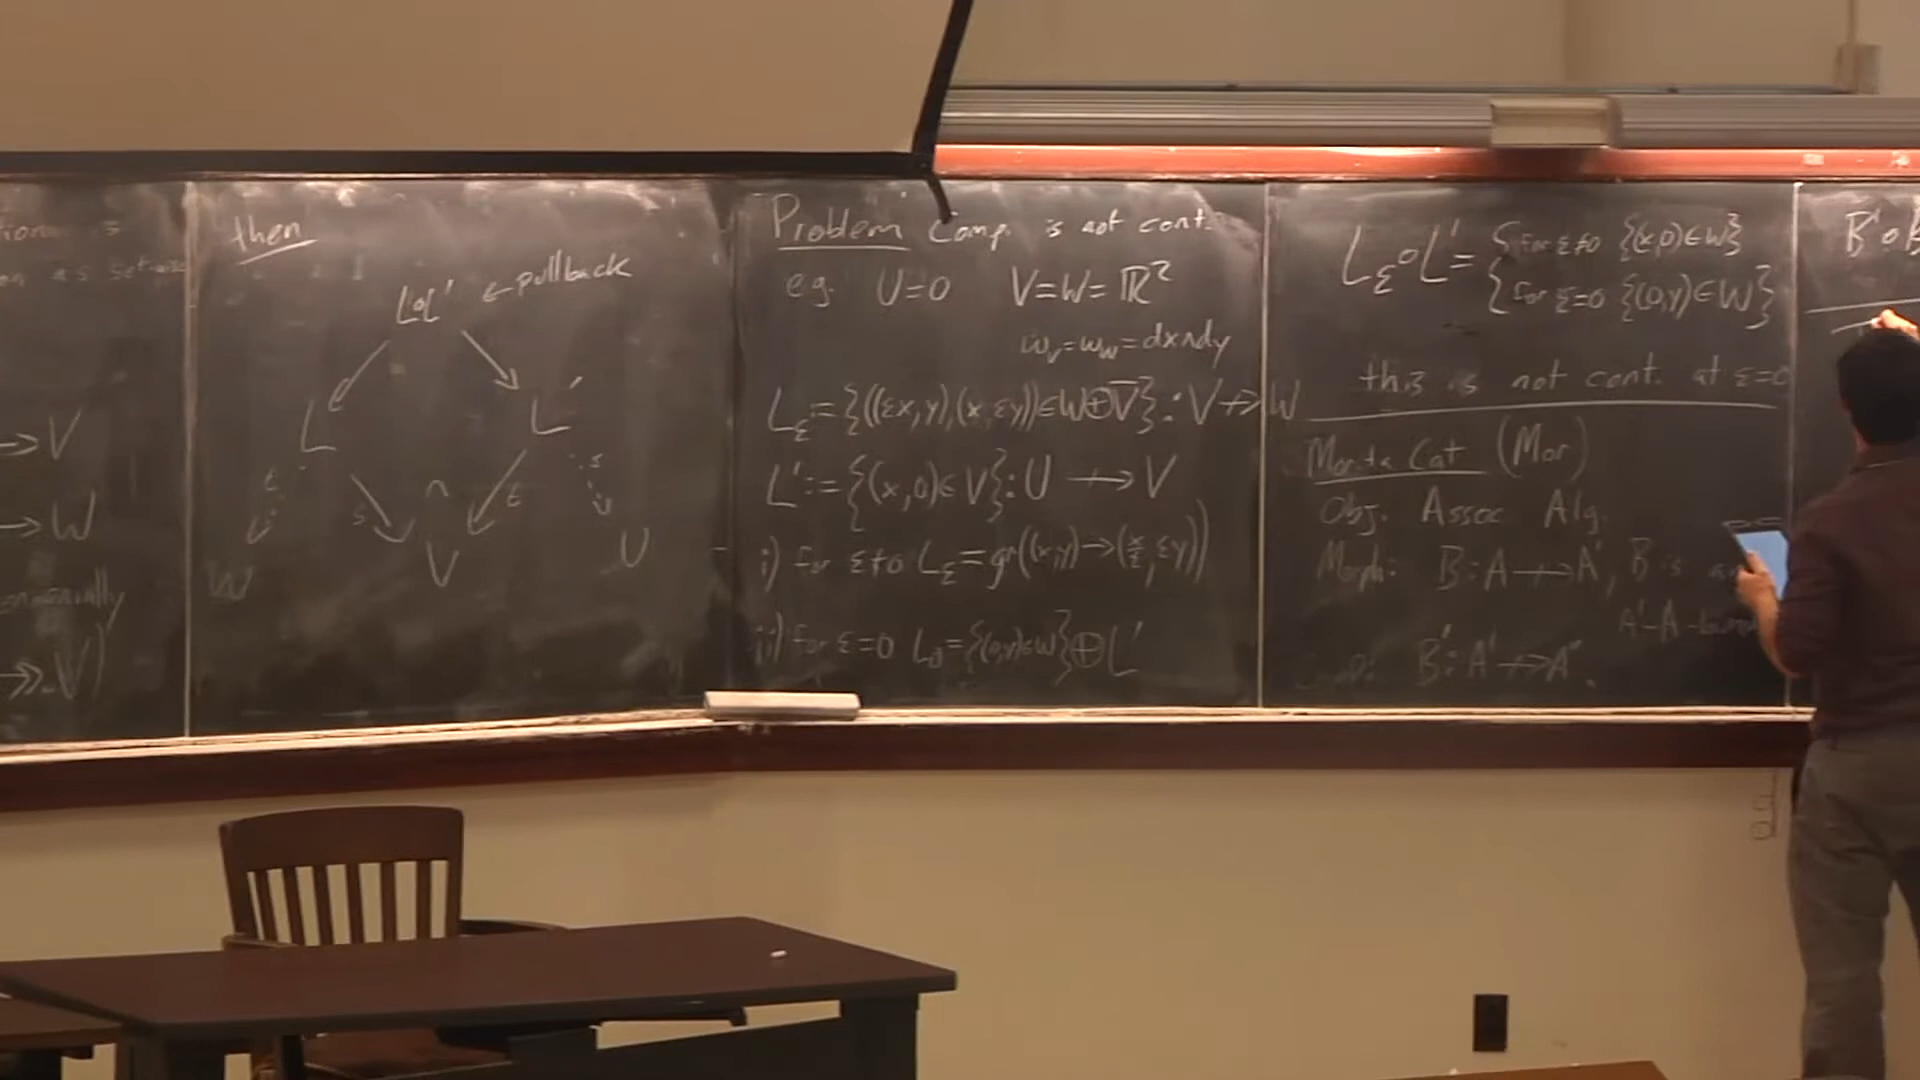 → V
→ W
→ V)
then
L∘L' ← pullback
L L'
t s t s
W V U
Problem Comp. is not cont.
e.g. U=0 V=W=ℝ²
ω_V=ω_W=dx∧dy
L_ε:={((εx,y),(x,εy))∈W⊕V̅}:V↛W
L':={(x,0)∈V}:U ↛ V
i) for ε≠0 L_ε=gr((x,y)→(x/ε,εy))
ii) for ε=0 L_0={(0,y)∈W}⊕L'
L_ε∘L'= { for ε≠0 {(x,0)∈W}
{ for ε=0 {(0,y)∈W}
this is not cont. at ε=0
Morita Cat (Mor)
Obj. Assoc Alg.
Morph: B:A↛A', B is a
A'-A-
B':A'↛A''.
B'∘B